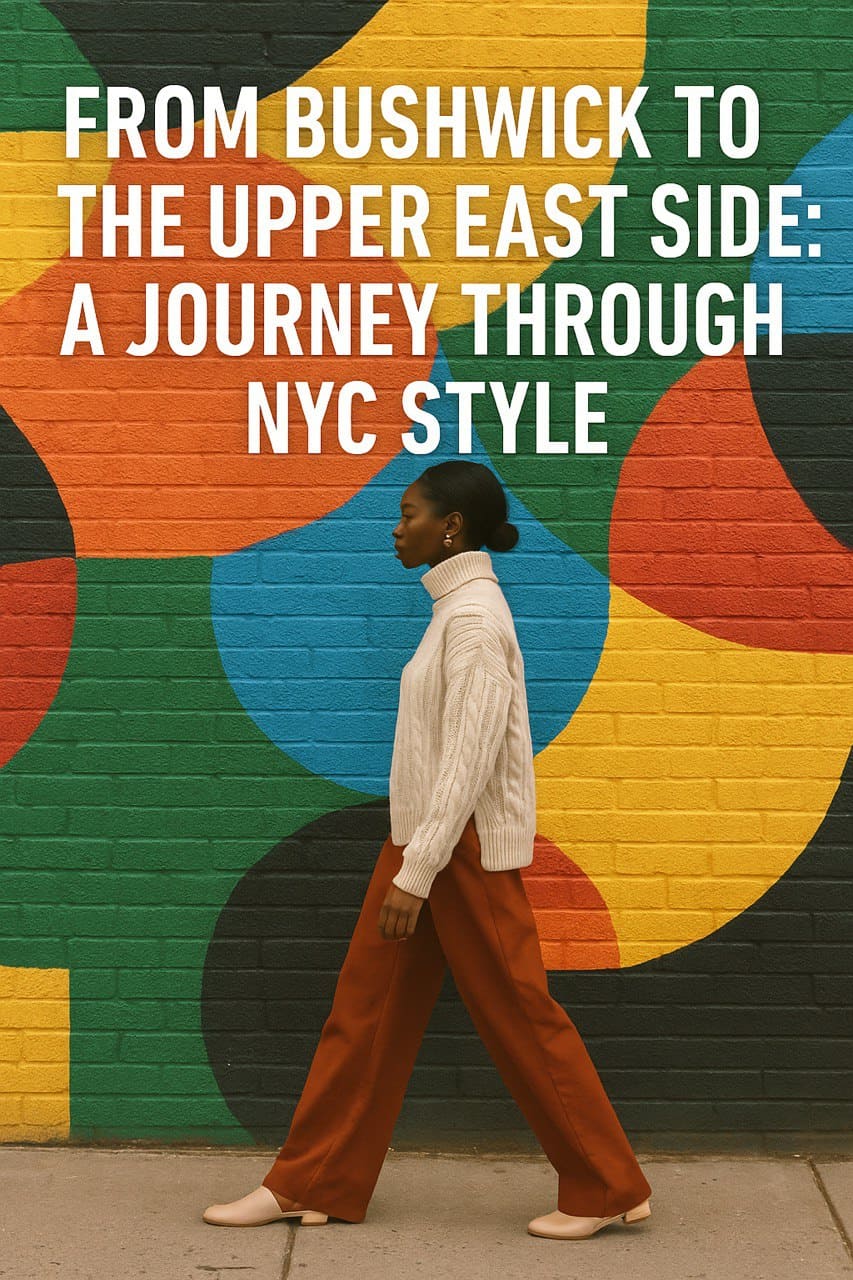 FROM BUSHWICK TO
THE UPPER EAST SIDE:
A JOURNEY THROUGH
NYC STYLE